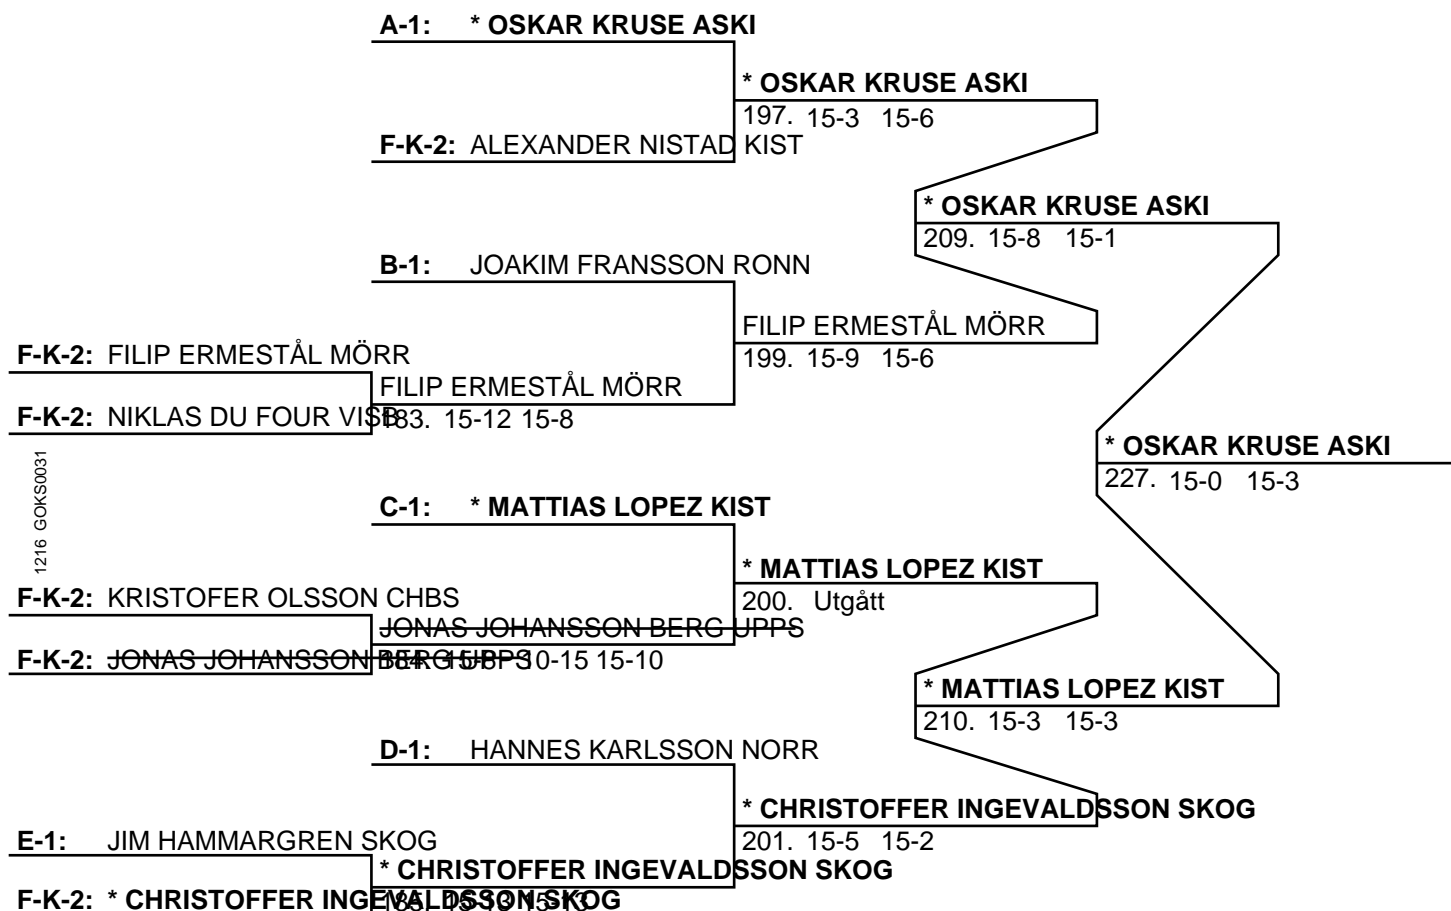 A-1: * OSKAR KRUSE ASKI
* OSKAR KRUSE ASKI
197. 15-3 15-6
F-K-2: ALEXANDER NISTAD KIST
* OSKAR KRUSE ASKI
209. 15-8 15-1
B-1: JOAKIM FRANSSON RONN
FILIP ERMESTÅL MÖRR
199. 15-9 15-6
F-K-2: FILIP ERMESTÅL MÖRR
FILIP ERMESTÅL MÖRR
F-K-2: NIKLAS DU FOUR VISB
183. 15-12 15-8
* OSKAR KRUSE ASKI
227. 15-0 15-3
1216 GOKS0031
C-1: * MATTIAS LOPEZ KIST
* MATTIAS LOPEZ KIST
200. Utgått
F-K-2: KRISTOFER OLSSON CHBS
JONAS JOHANSSON BERG UPPS
F-K-2: JONAS JOHANSSON BERG UPPS
184. 10-15 15-10
* MATTIAS LOPEZ KIST
210. 15-3 15-3
D-1: HANNES KARLSSON NORR
* CHRISTOFFER INGEVALDSSON SKOG
201. 15-5 15-2
E-1: JIM HAMMARGREN SKOG
* CHRISTOFFER INGEVALDSSON SKOG
F-K-2: * CHRISTOFFER INGEVALDSSON SKOG
185. 15-13 15-13